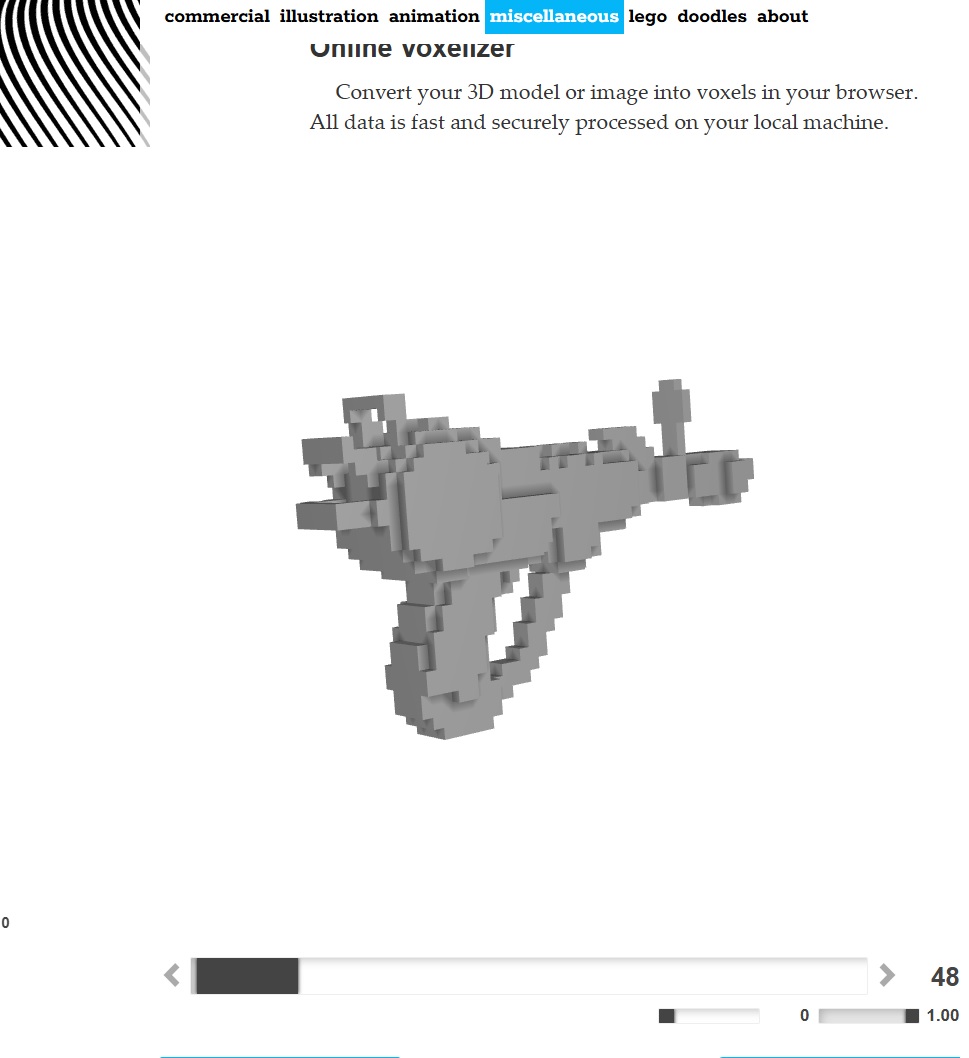 commercial illustration animation miscellaneous lego doodles about
Online Voxelizer
Convert your 3D model or image into voxels in your browser.
All data is fast and securely processed on your local machine.
0
48
0 1.00